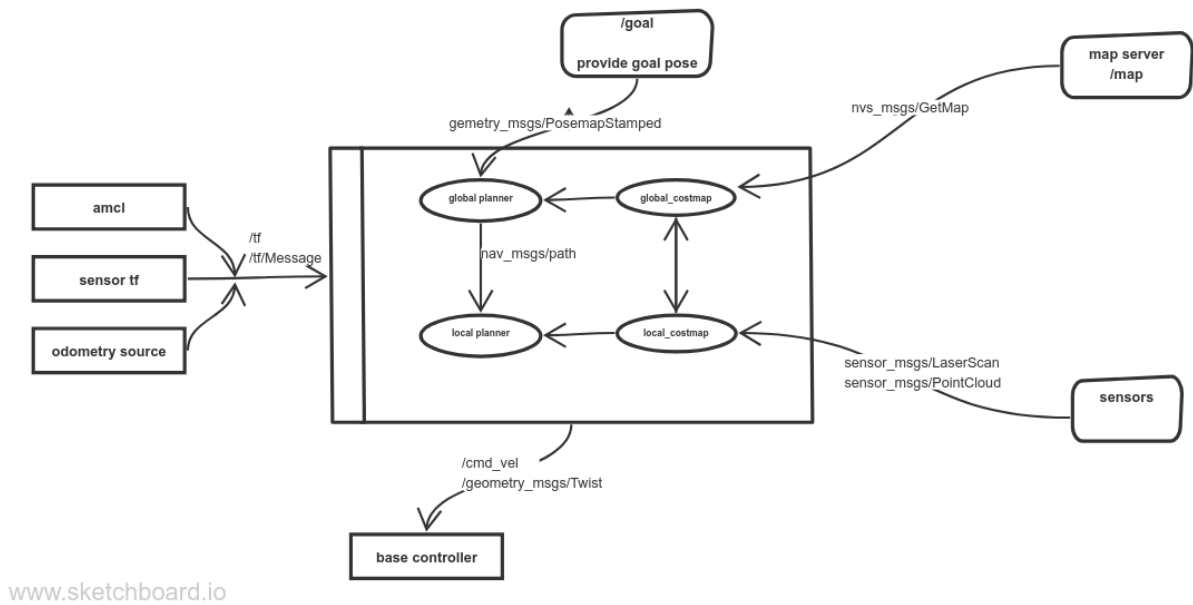 /goal
provide goal pose
map server
/map
nvs_msgs/GetMap
gemetry_msgs/PosemapStamped
global planner
global_costmap
amcl
/tf
/tf/Message
sensor tf
nav_msgs/path
odometry source
local planner
local_costmap
sensor_msgs/LaserScan
sensor_msgs/PointCloud
sensors
/cmd_vel
/geometry_msgs/Twist
base controller
www.sketchboard.io